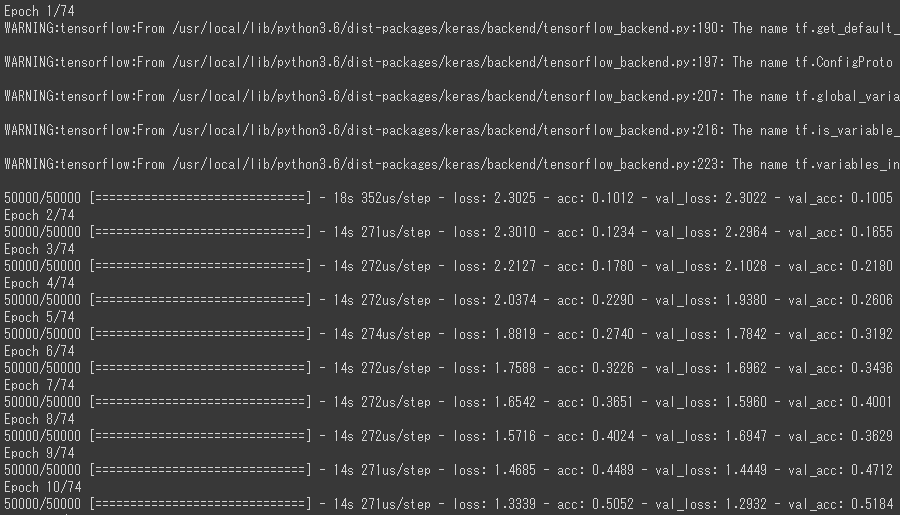 Epoch 1/74
WARNING:tensorflow:From /usr/local/lib/python3.6/dist-packages/keras/backend/tensorflow_backend.py:190: The name tf.get_default_
WARNING:tensorflow:From /usr/local/lib/python3.6/dist-packages/keras/backend/tensorflow_backend.py:197: The name tf.ConfigProto
WARNING:tensorflow:From /usr/local/lib/python3.6/dist-packages/keras/backend/tensorflow_backend.py:207: The name tf.global_varia
WARNING:tensorflow:From /usr/local/lib/python3.6/dist-packages/keras/backend/tensorflow_backend.py:216: The name tf.is_variable_
WARNING:tensorflow:From /usr/local/lib/python3.6/dist-packages/keras/backend/tensorflow_backend.py:223: The name tf.variables_in
50000/50000 [==============================] - 18s 352us/step - loss: 2.3025 - acc: 0.1012 - val_loss: 2.3022 - val_acc: 0.1005
Epoch 2/74
50000/50000 [==============================] - 14s 271us/step - loss: 2.3010 - acc: 0.1234 - val_loss: 2.2964 - val_acc: 0.1655
Epoch 3/74
50000/50000 [==============================] - 14s 272us/step - loss: 2.2127 - acc: 0.1780 - val_loss: 2.1028 - val_acc: 0.2180
Epoch 4/74
50000/50000 [==============================] - 14s 272us/step - loss: 2.0374 - acc: 0.2290 - val_loss: 1.9380 - val_acc: 0.2606
Epoch 5/74
50000/50000 [==============================] - 14s 274us/step - loss: 1.8819 - acc: 0.2740 - val_loss: 1.7842 - val_acc: 0.3192
Epoch 6/74
50000/50000 [==============================] - 14s 272us/step - loss: 1.7588 - acc: 0.3226 - val_loss: 1.6962 - val_acc: 0.3436
Epoch 7/74
50000/50000 [==============================] - 14s 272us/step - loss: 1.6542 - acc: 0.3651 - val_loss: 1.5960 - val_acc: 0.4001
Epoch 8/74
50000/50000 [==============================] - 14s 272us/step - loss: 1.5716 - acc: 0.4024 - val_loss: 1.6947 - val_acc: 0.3629
Epoch 9/74
50000/50000 [==============================] - 14s 271us/step - loss: 1.4685 - acc: 0.4489 - val_loss: 1.4449 - val_acc: 0.4712
Epoch 10/74
50000/50000 [==============================] - 14s 271us/step - loss: 1.3339 - acc: 0.5052 - val_loss: 1.2932 - val_acc: 0.5184